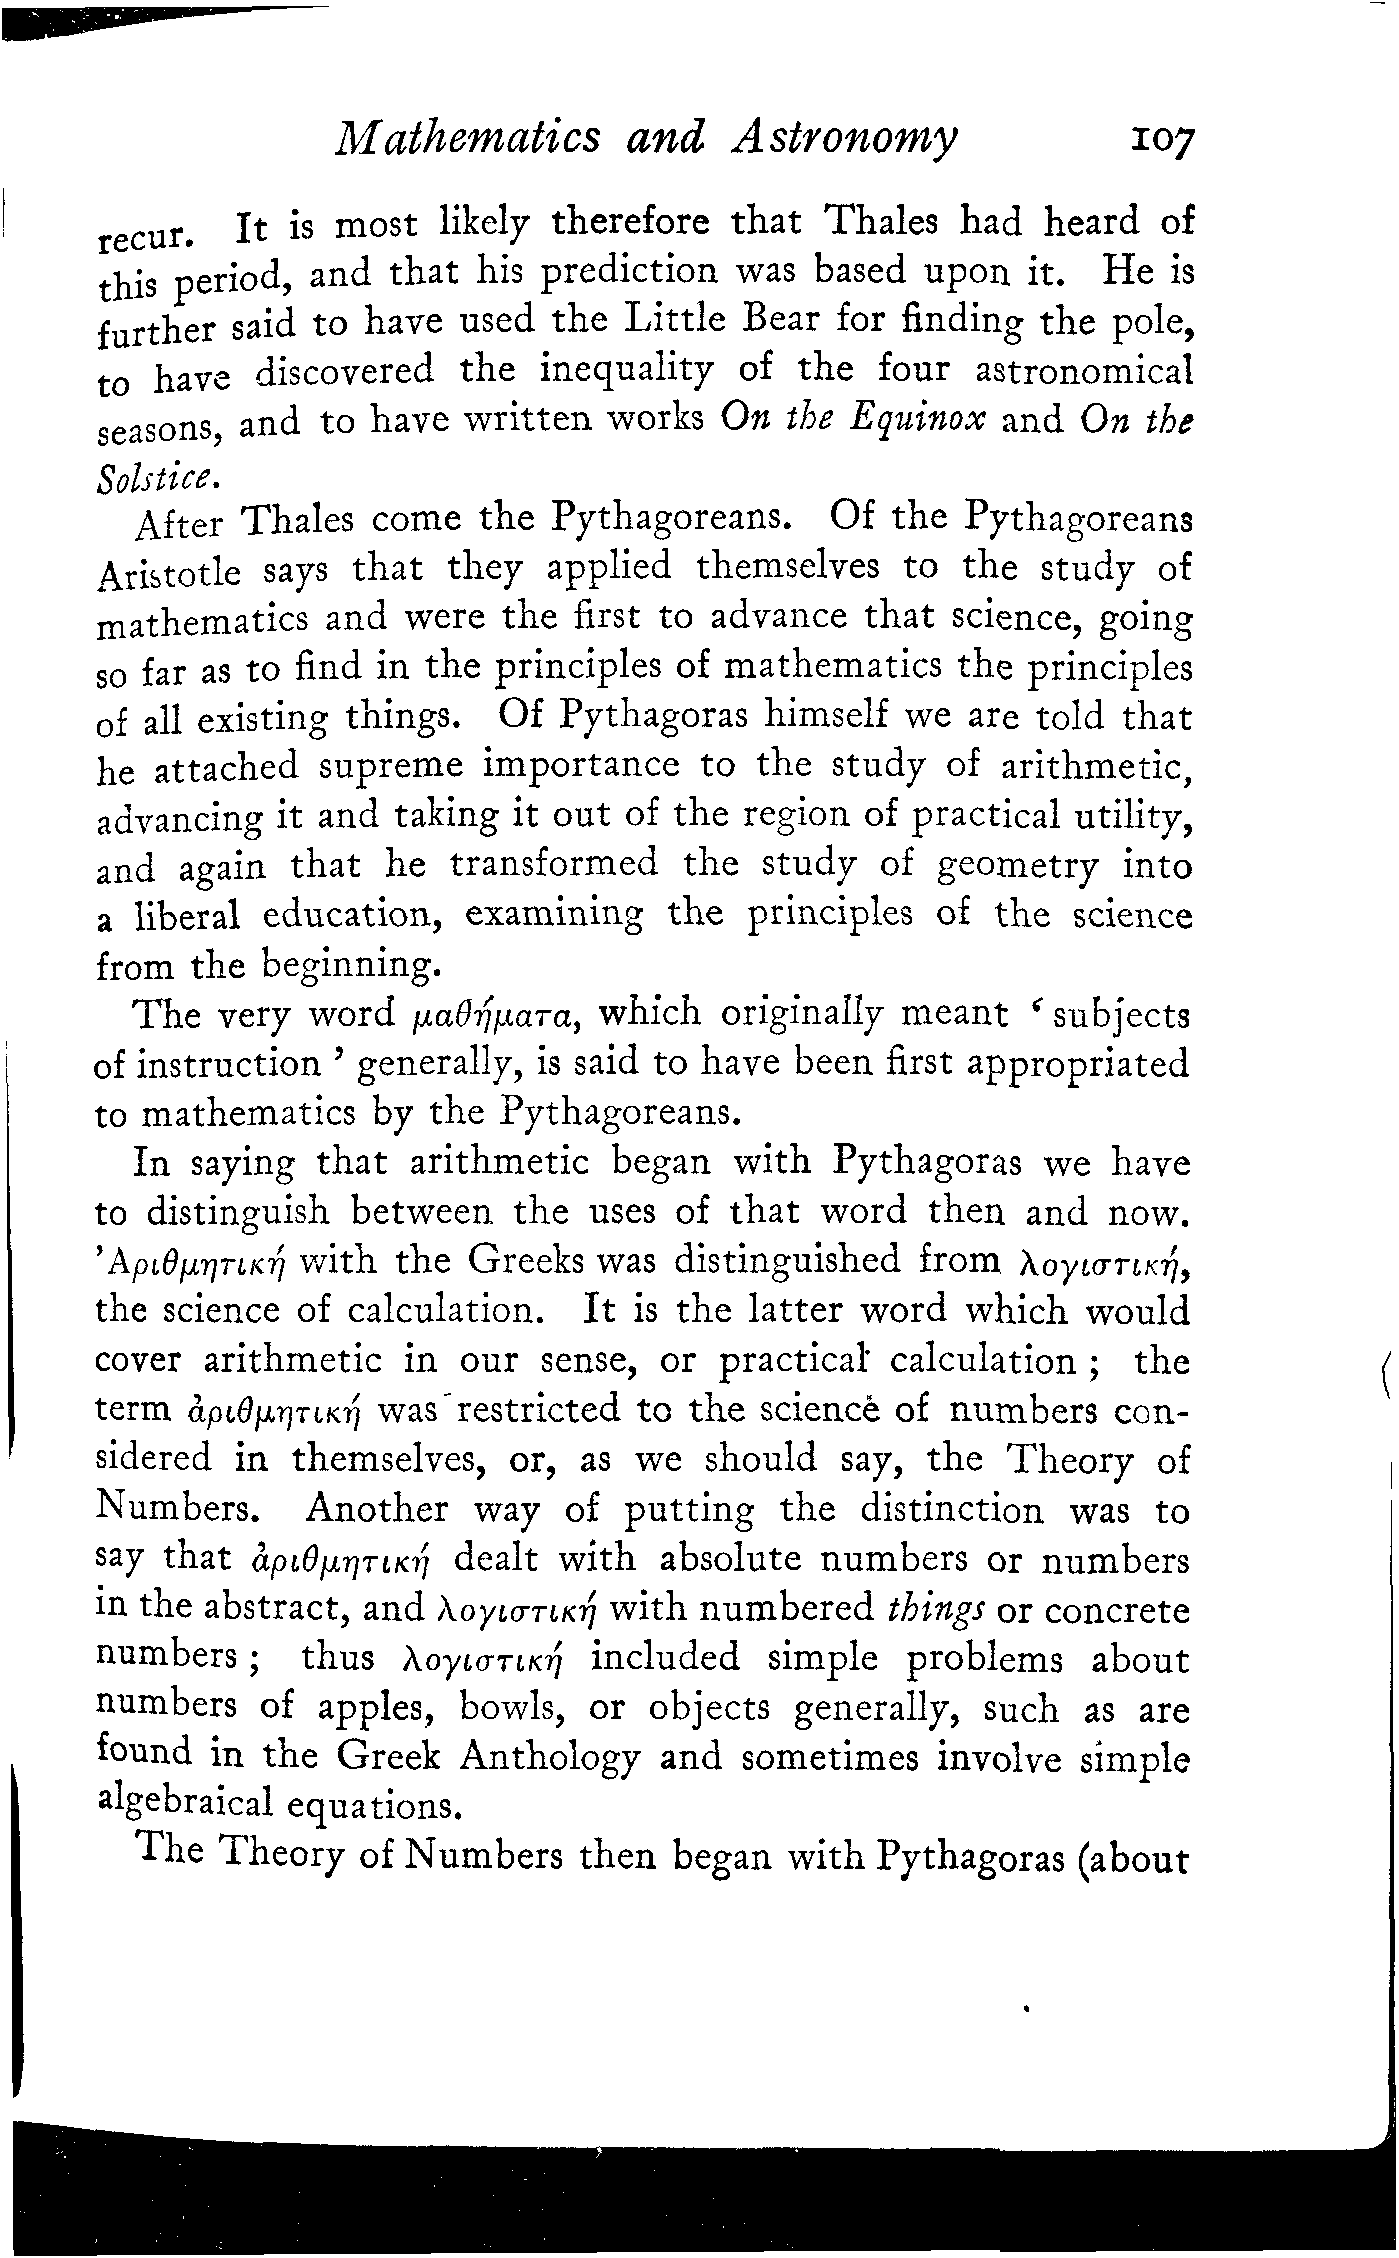 Mathematics and Astronomy 107
recur. It is most likely therefore that Thales had heard of
this period, and that his prediction was based upon it. He is
further said to have used the Little Bear for finding the pole,
to have discovered the inequality of the four astronomical
seasons, and to have written works On the Equinox and On the
Solstice.
After Thales come the Pythagoreans. Of the Pythagoreans
Aristotle says that they applied themselves to the study of
mathematics and were the first to advance that science, going
so far as to find in the principles of mathematics the principles
of all existing things. Of Pythagoras himself we are told that
he attached supreme importance to the study of arithmetic,
advancing it and taking it out of the region of practical utility,
and again that he transformed the study of geometry into
a liberal education, examining the principles of the science
from the beginning.
The very word μαθήματα, which originally meant ‘ subjects
of instruction ’ generally, is said to have been first appropriated
to mathematics by the Pythagoreans.
In saying that arithmetic began with Pythagoras we have
to distinguish between the uses of that word then and now.
Ἀριθμητική with the Greeks was distinguished from λογιστική,
the science of calculation. It is the latter word which would
cover arithmetic in our sense, or practical calculation ; the
term ἀριθμητική was restricted to the science of numbers con-
sidered in themselves, or, as we should say, the Theory of
Numbers. Another way of putting the distinction was to
say that ἀριθμητική dealt with absolute numbers or numbers
in the abstract, and λογιστική with numbered things or concrete
numbers ; thus λογιστική included simple problems about
numbers of apples, bowls, or objects generally, such as are
found in the Greek Anthology and sometimes involve simple
algebraical equations.
The Theory of Numbers then began with Pythagoras (about